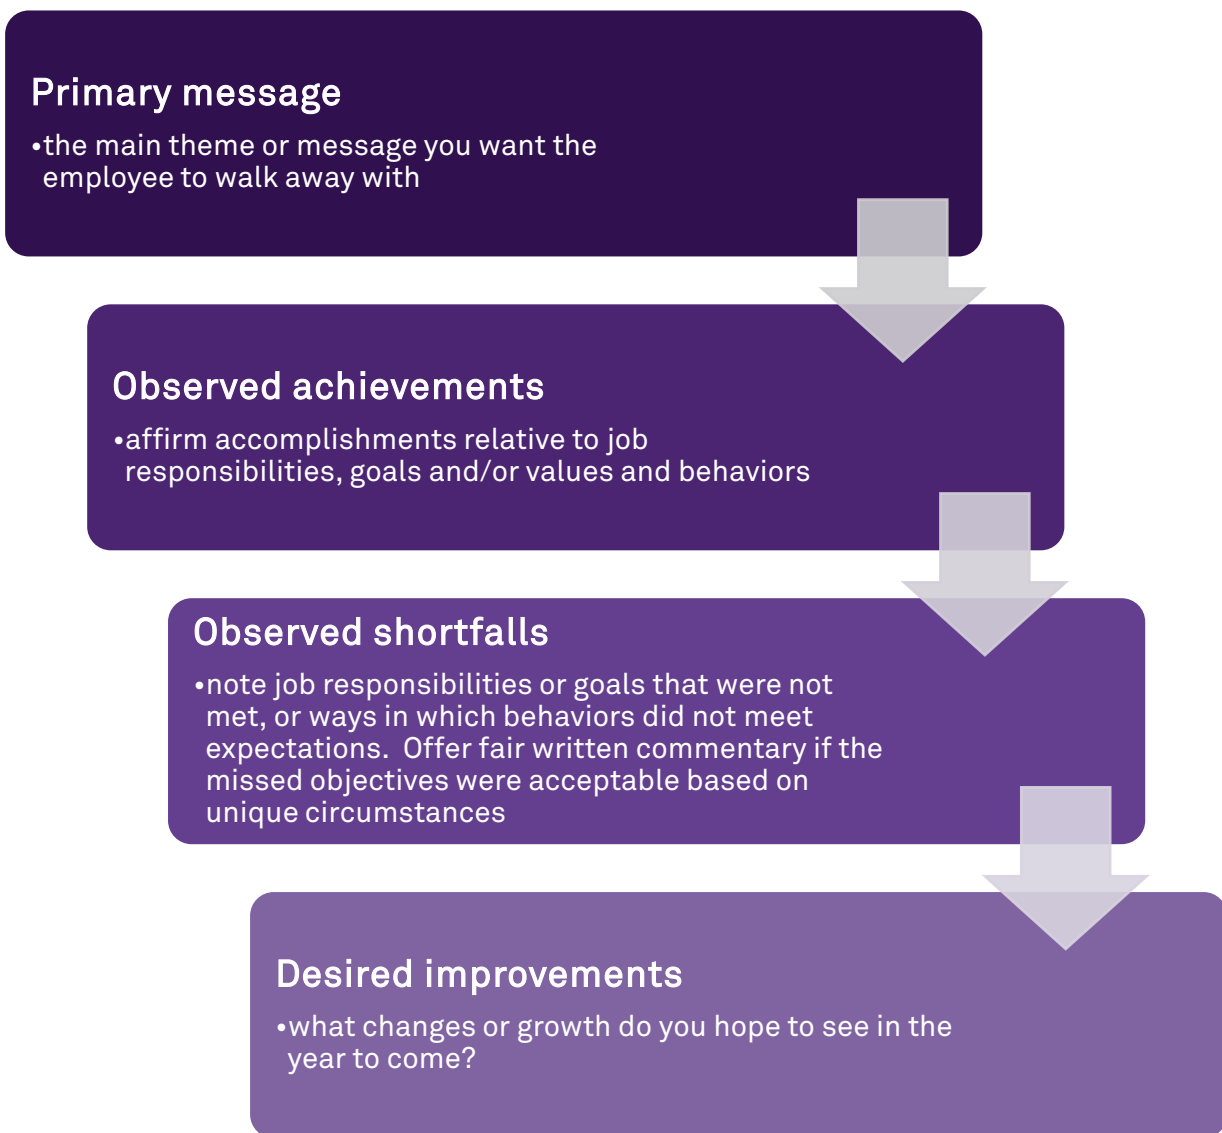 Primary message
•the main theme or message you want the
employee to walk away with
Observed achievements
•affirm accomplishments relative to job
responsibilities, goals and/or values and behaviors
Observed shortfalls
•note job responsibilities or goals that were not
met, or ways in which behaviors did not meet
expectations.  Offer fair written commentary if the
missed objectives were acceptable based on
unique circumstances
Desired improvements
•what changes or growth do you hope to see in the
year to come?